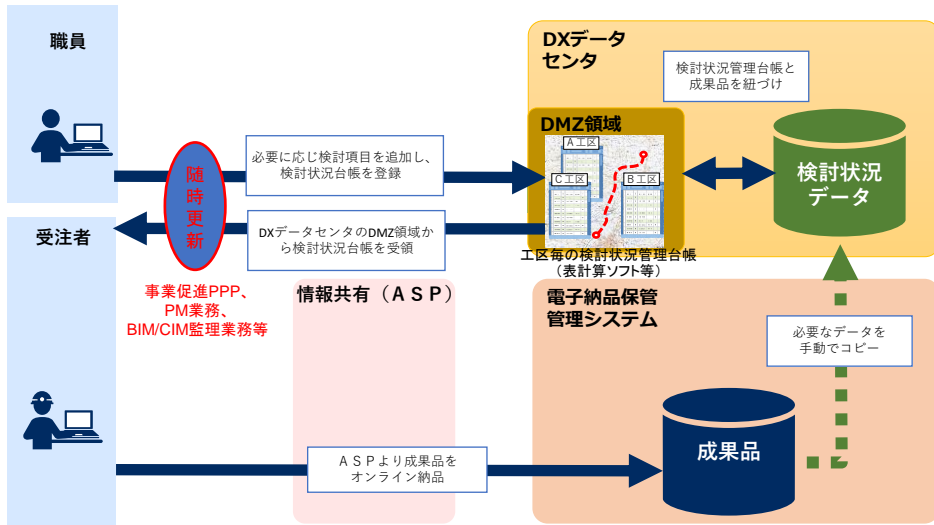 職員
DXデータ
センタ
検討状況管理台帳と
成果品を紐づけ
DMZ領域
A工区
C工区
B工区
検討状況
データ
必要に応じ検討項目を追加し、
検討状況台帳を登録
随時更新
受注者
DXデータセンタのDMZ領域か
ら検討状況台帳を受領
工区毎の検討状況管理台帳
（表計算ソフト等）
事業促進PPP、
PM業務、
BIM/CIM監理業務等
情報共有（ＡＳＰ）
電子納品保管
管理システム
必要なデータを
手動でコピー
成果品
ＡＳＰより成果品を
オンライン納品